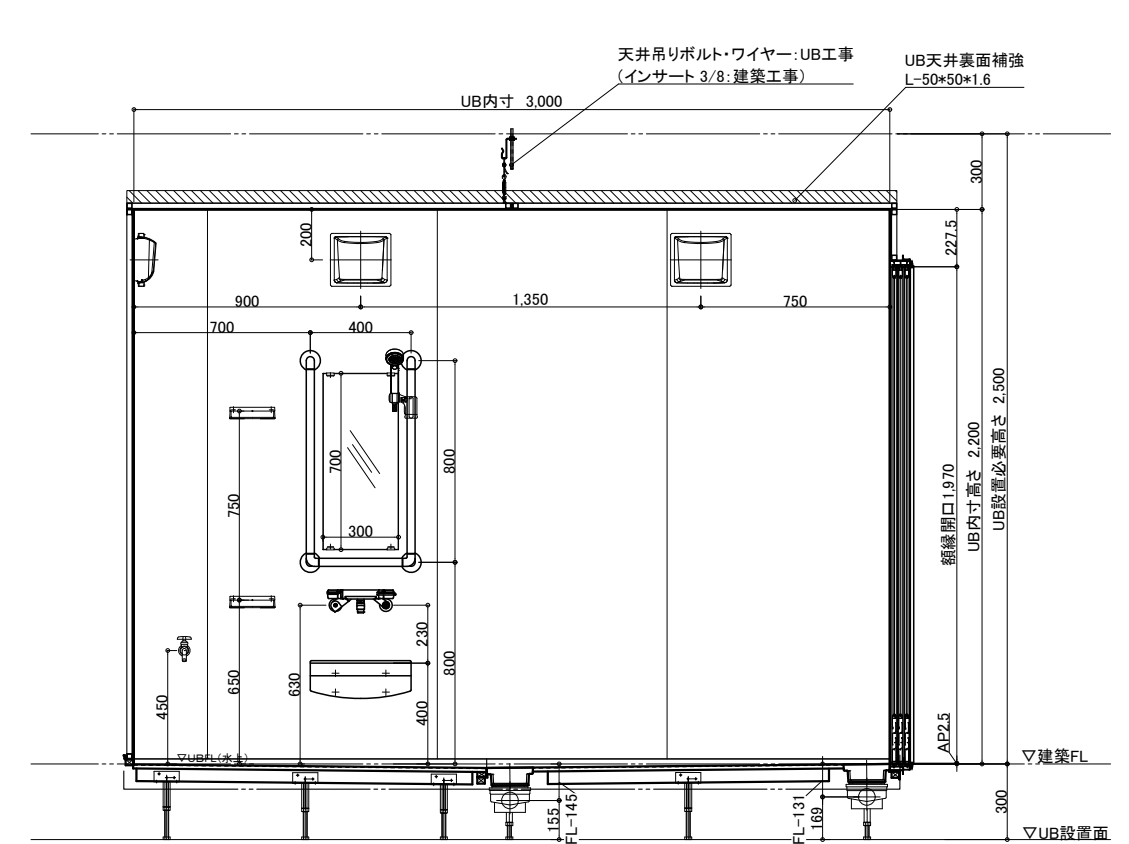 天井吊りボルト・ワイヤー：UB工事
（インサート 3/8：建築工事）
UB天井裏面補強
L-50*50*1.6
UB内寸 3,000
300
200
227.5
900
1,350
750
700
400
700
300
800
750
650
450
630
230
400
800
額縁開口1,970
UB内寸高さ 2,200
UB設置必要高さ 2,500
AP2.5
▽UBFL(水上)
▽建築FL
155
FL-145
FL-131
169
300
▽UB設置面